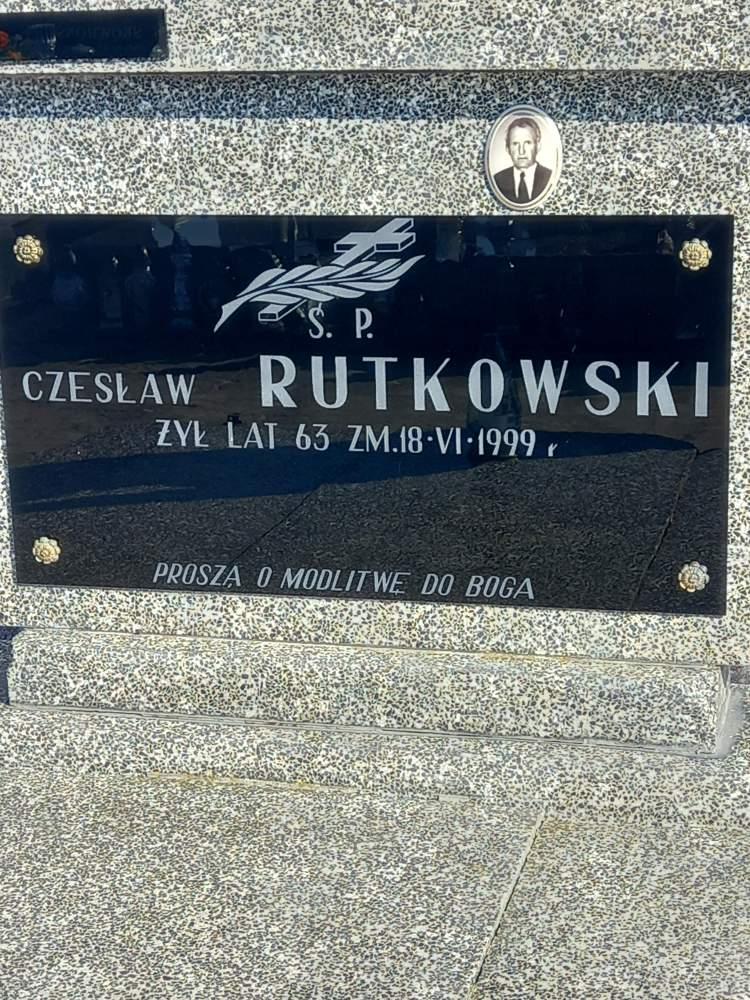 Ś. P.
CZESŁAW RUTKOWSKI
ŻYŁ LAT 63 ZM. 18·VI·1999 r
PROSZĄ O MODLITWĘ DO BOGA